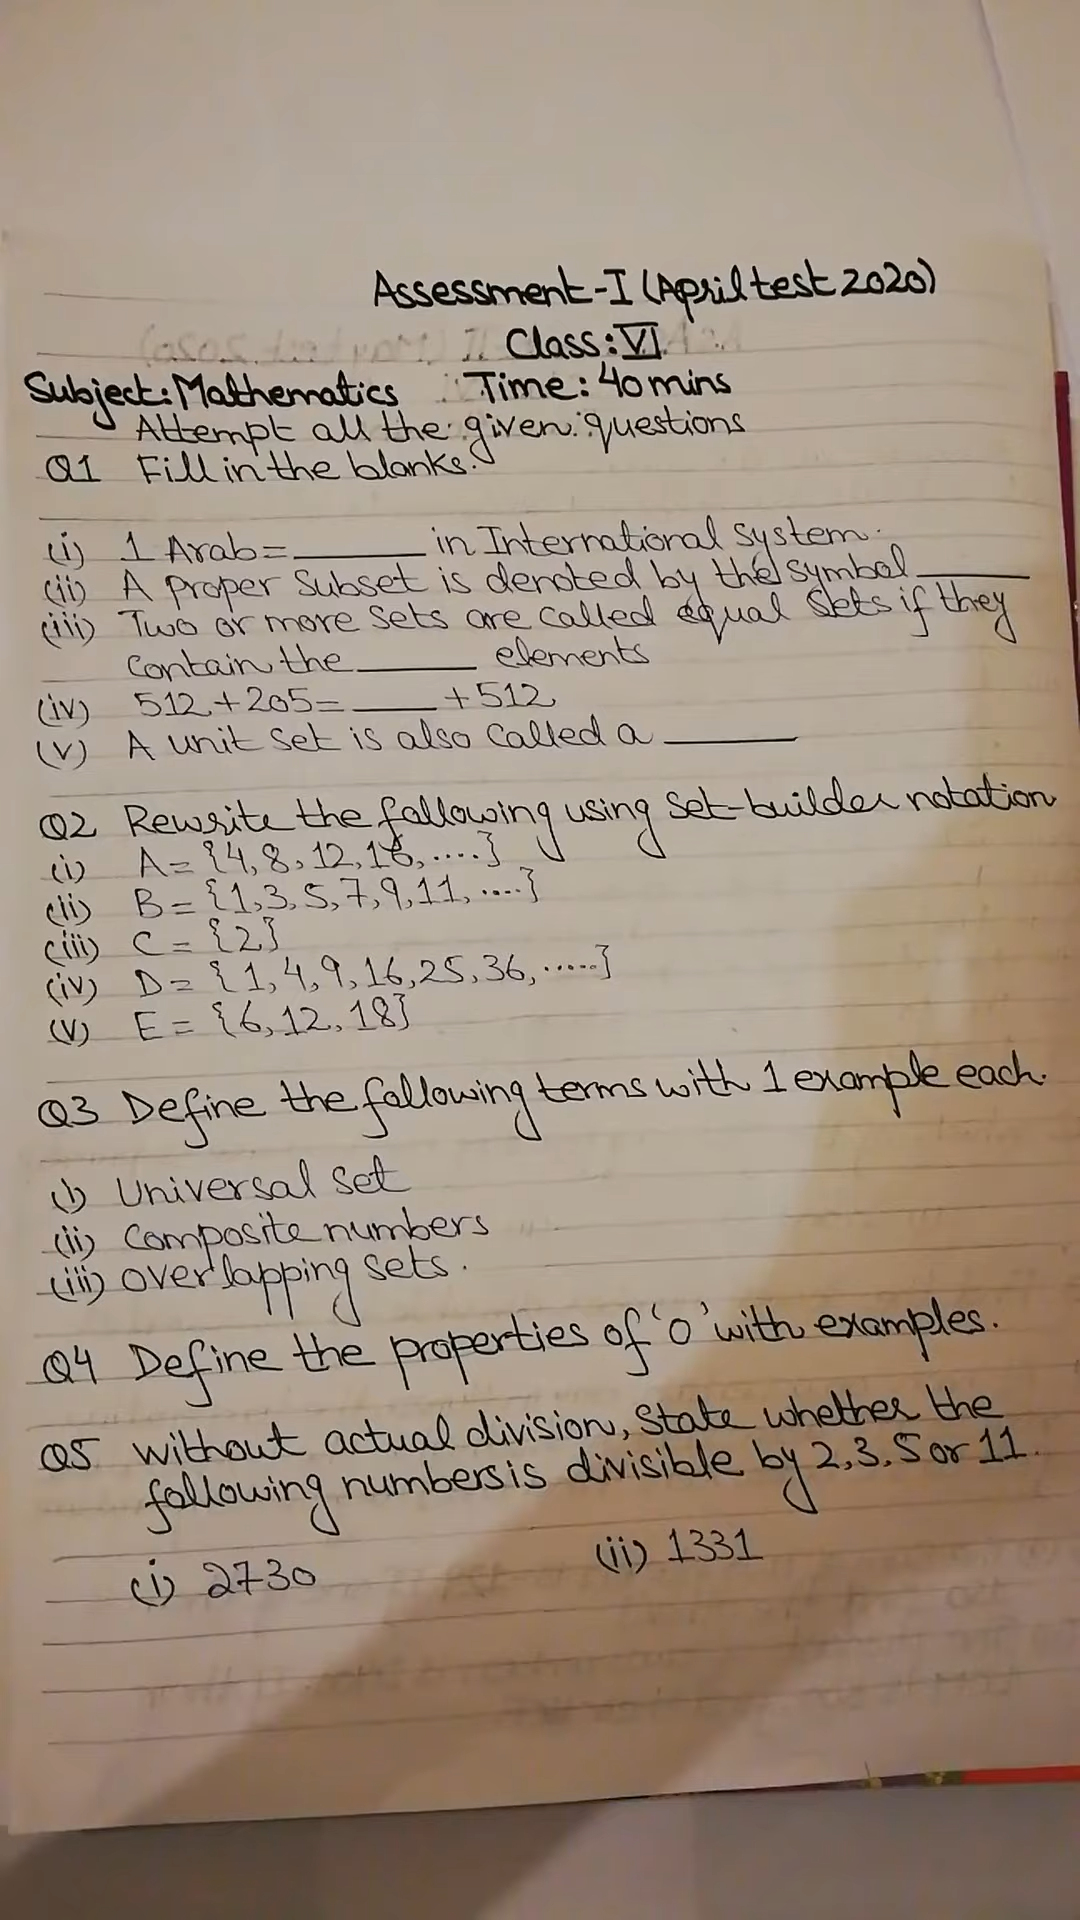 Assessment-I (April test 2020)
Class: VI
Subject: Mathematics Time: 40 mins
Attempt all the given questions
Q1 Fill in the blanks.
(i) 1 Arab = ______ in International system.
(ii) A proper subset is denoted by the symbol ______
(iii) Two or more sets are called equal sets if they
contain the ______ elements
(iv) 512 + 205 = ____ + 512
(v) A unit set is also called a ______
Q2 Rewrite the following using set-builder notation
(i) A = {4, 8, 12, 16, ....}
(ii) B = {1, 3, 5, 7, 9, 11, ....}
(iii) C = {2}
(iv) D = {1, 4, 9, 16, 25, 36, .....}
(v) E = {6, 12, 18}
Q3 Define the following terms with 1 example each.
(i) Universal set
(ii) Composite numbers
(iii) Overlapping sets.
Q4 Define the properties of '0' with examples.
Q5 Without actual division, state whether the
following numbers is divisible by 2, 3, 5 or 11.
(i) 2730 (ii) 1331